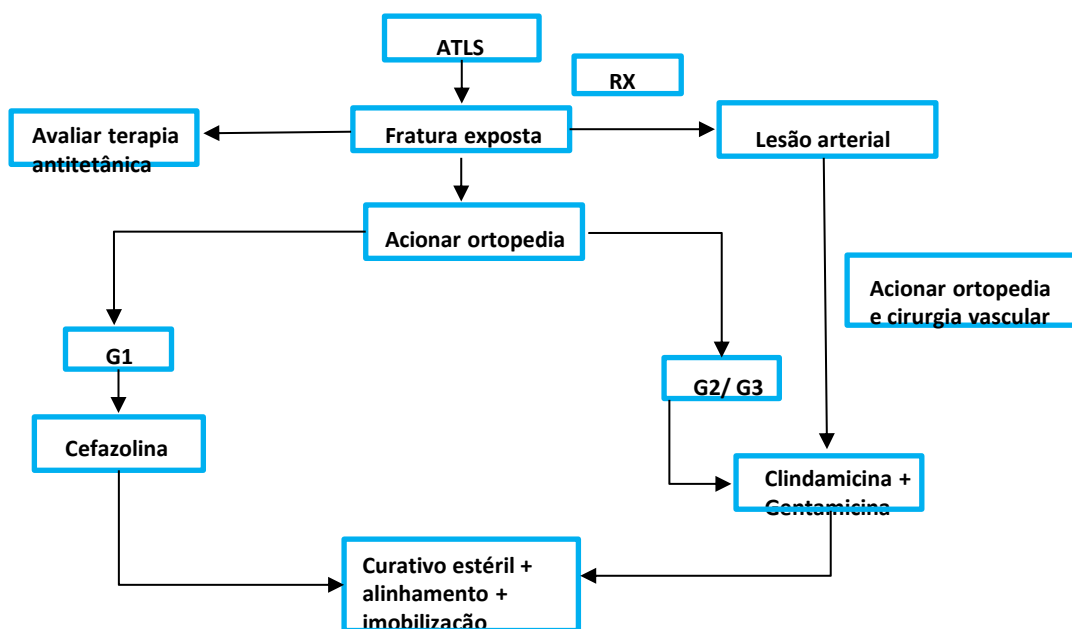 ATLS
RX
Avaliar terapia
antitetânica
Fratura exposta
Lesão arterial
Acionar ortopedia
Acionar ortopedia
e cirurgia vascular
G1
G2/ G3
Cefazolina
Clindamicina +
Gentamicina
Curativo estéril +
alinhamento +
imobilização